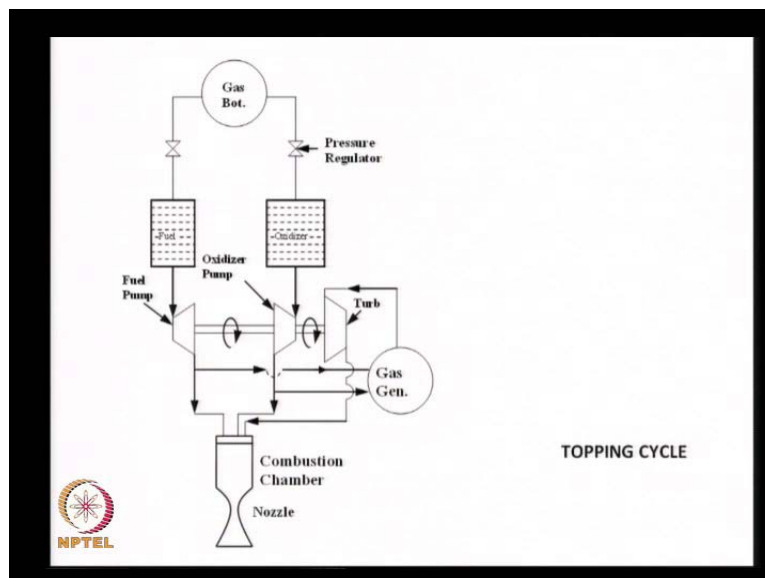 Gas
Bot.
Pressure
Regulator
Fuel
Oxidizer
Oxidizer
Pump
Fuel
Pump
Turb
Gas
Gen.
TOPPING CYCLE
Combustion
Chamber
Nozzle
NPTEL